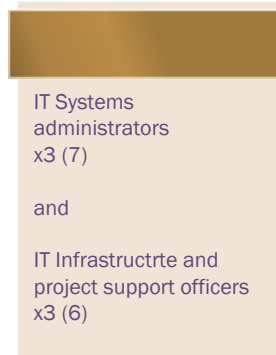 IT Systems
administrators
x3 (7)
and
IT Infrastructrte and
project support officers
x3 (6)